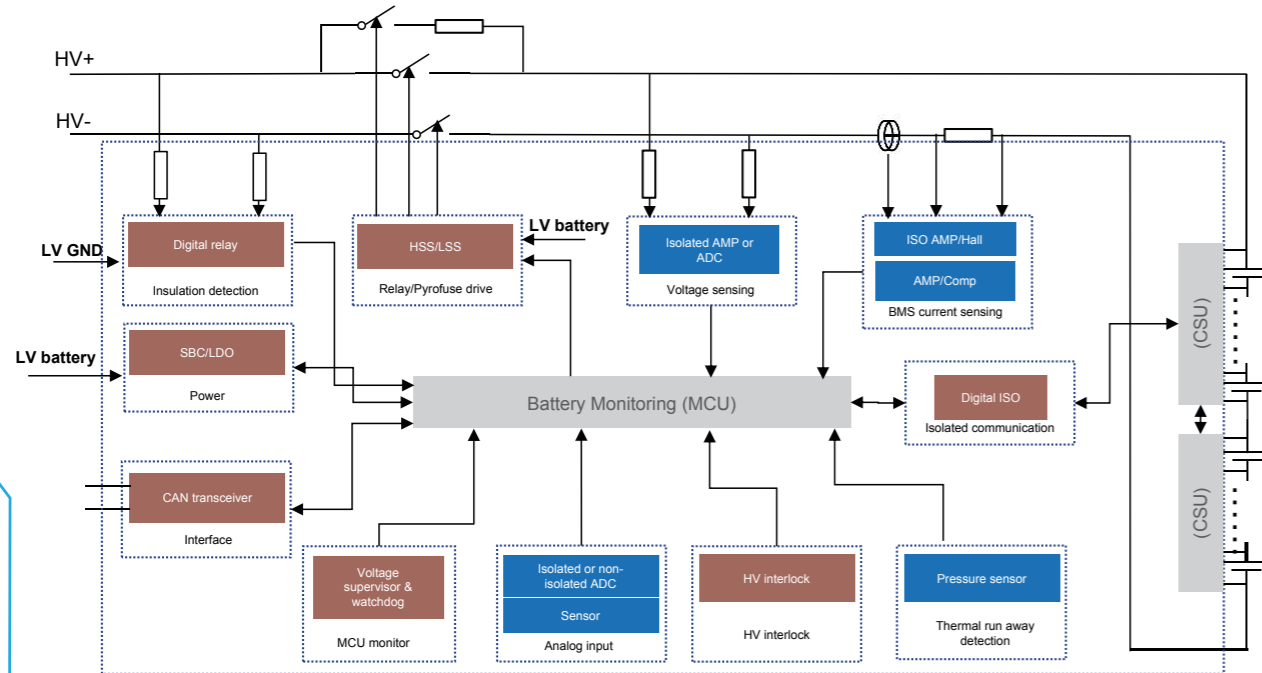 HV+
HV-
LV GND
Digital relay
Insulation detection
HSS/LSS
Relay/Pyrofuse drive
LV battery
Isolated AMP or
ADC
Voltage sensing
ISO AMP/Hall
AMP/Comp
BMS current sensing
(CSU)
LV battery
SBC/LDO
Power
Battery Monitoring (MCU)
Digital ISO
Isolated communication
(CSU)
CAN transceiver
Interface
Voltage
supervisor &
watchdog
MCU monitor
Isolated or non-
isolated ADC
Sensor
Analog input
HV interlock
HV interlock
Pressure sensor
Thermal run away
detection